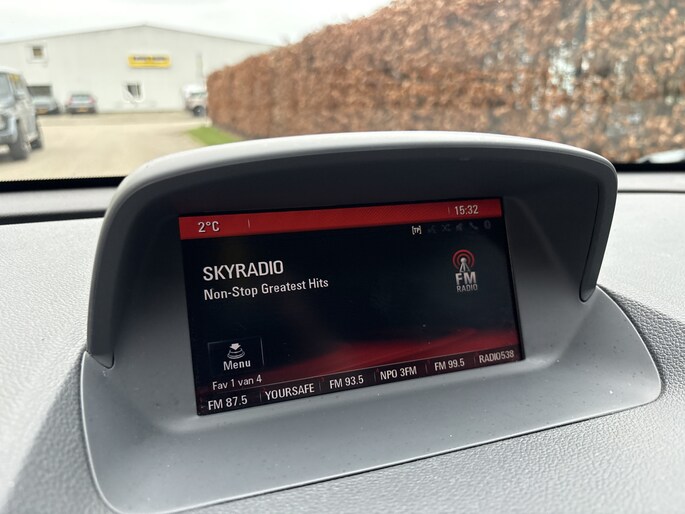 2°C 15:32
[TP]
SKYRADIO
Non-Stop Greatest Hits
FM
RADIO
Menu
Fav 1 van 4
FM 87.5 YOURSAFE FM 93.5 NPO 3FM FM 99.5 RADIO538